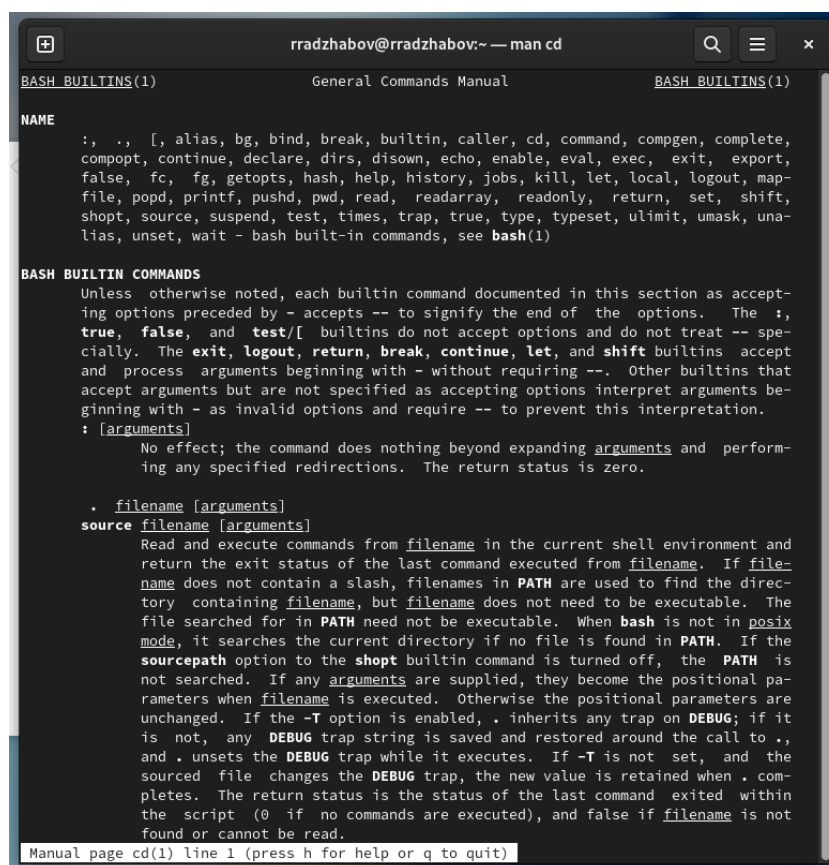 rradzhabov@rradzhabov:~ — man cd
BASH BUILTINS(1) General Commands Manual BASH BUILTINS(1)
NAME
:, ., [, alias, bg, bind, break, builtin, caller, cd, command, compgen, complete,
compopt, continue, declare, dirs, disown, echo, enable, eval, exec, exit, export,
false, fc, fg, getopts, hash, help, history, jobs, kill, let, local, logout, map-
file, popd, printf, pushd, pwd, read, readarray, readonly, return, set, shift,
shopt, source, suspend, test, times, trap, true, type, typeset, ulimit, umask, una-
lias, unset, wait - bash built-in commands, see bash(1)
BASH BUILTIN COMMANDS
Unless otherwise noted, each builtin command documented in this section as accept-
ing options preceded by - accepts -- to signify the end of the options. The :,
true, false, and test/[ builtins do not accept options and do not treat -- spe-
cially. The exit, logout, return, break, continue, let, and shift builtins accept
and process arguments beginning with - without requiring --. Other builtins that
accept arguments but are not specified as accepting options interpret arguments be-
ginning with - as invalid options and require -- to prevent this interpretation.
: [arguments]
No effect; the command does nothing beyond expanding arguments and perform-
ing any specified redirections. The return status is zero.
. filename [arguments]
source filename [arguments]
Read and execute commands from filename in the current shell environment and
return the exit status of the last command executed from filename. If file-
name does not contain a slash, filenames in PATH are used to find the direc-
tory containing filename, but filename does not need to be executable. The
file searched for in PATH need not be executable. When bash is not in posix
mode, it searches the current directory if no file is found in PATH. If the
sourcepath option to the shopt builtin command is turned off, the PATH is
not searched. If any arguments are supplied, they become the positional pa-
rameters when filename is executed. Otherwise the positional parameters are
unchanged. If the -T option is enabled, . inherits any trap on DEBUG; if it
is not, any DEBUG trap string is saved and restored around the call to .,
and . unsets the DEBUG trap while it executes. If -T is not set, and the
sourced file changes the DEBUG trap, the new value is retained when . com-
pletes. The return status is the status of the last command exited within
the script (0 if no commands are executed), and false if filename is not
found or cannot be read.
Manual page cd(1) line 1 (press h for help or q to quit)